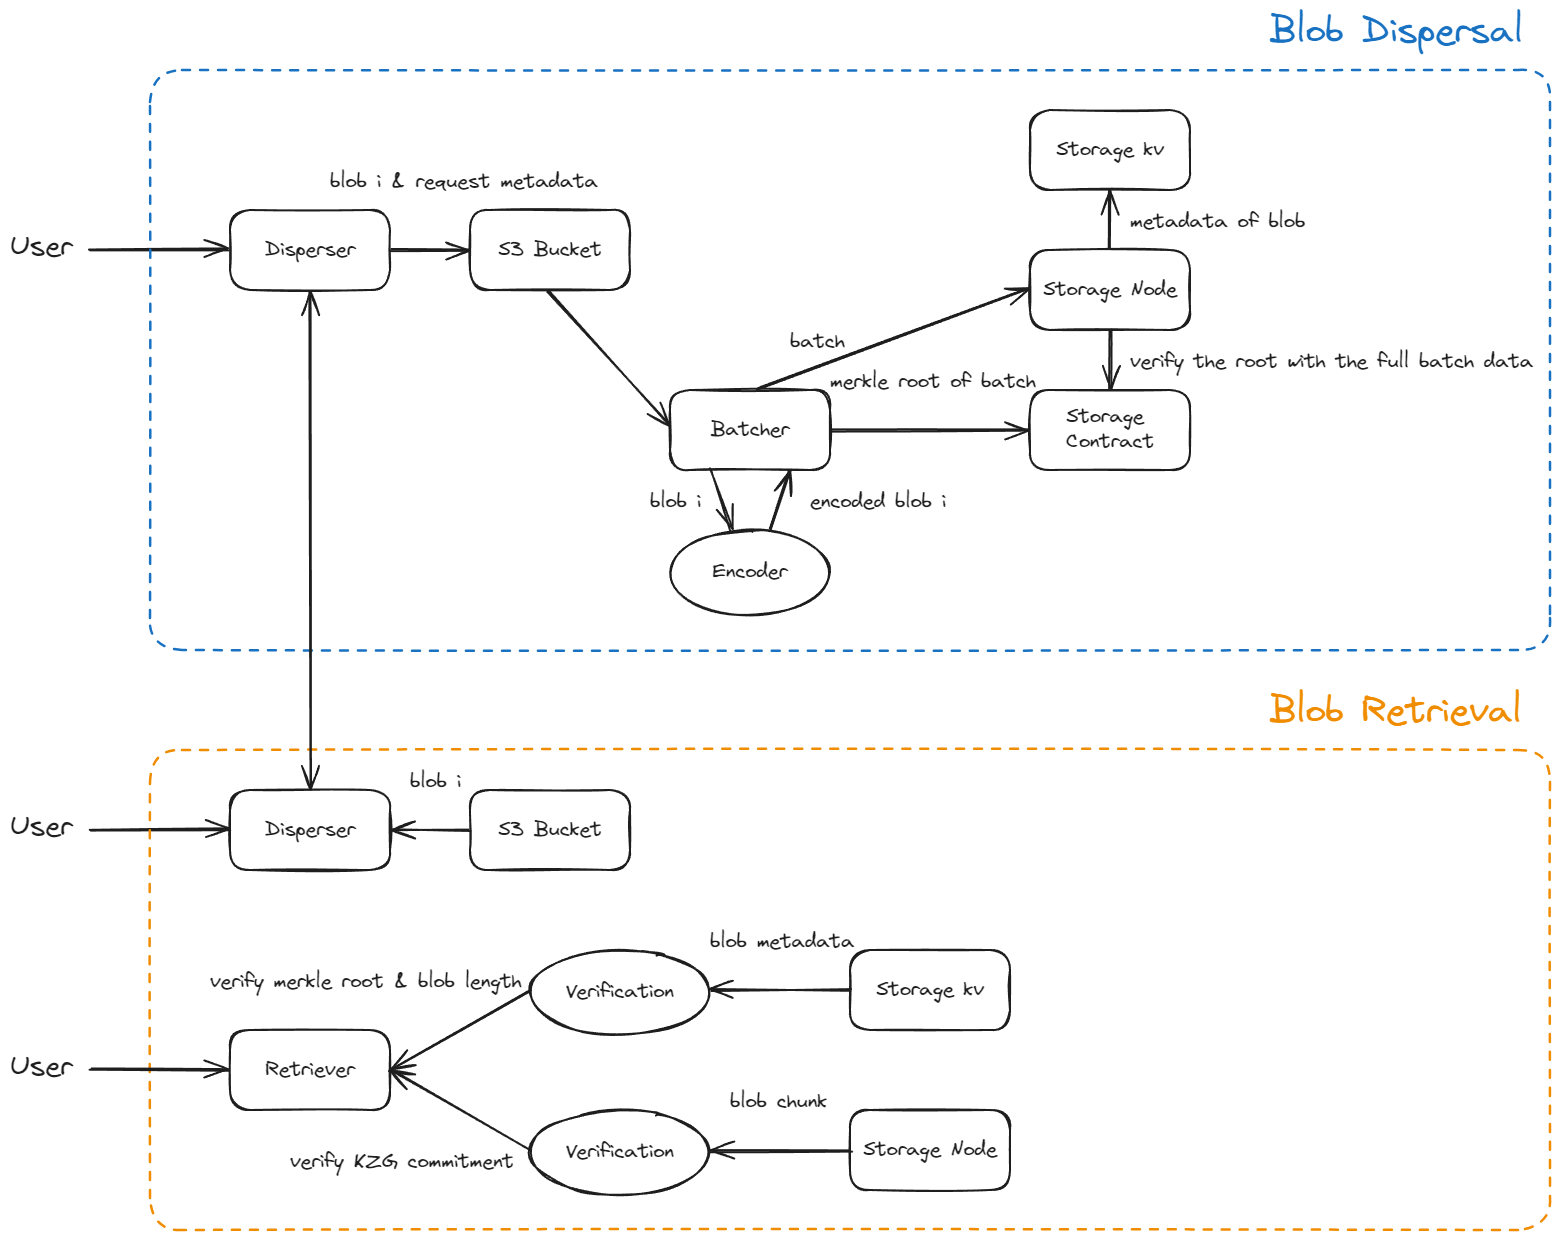 Blob Dispersal
Storage kv
blob i & request metadata
metadata of blob
User
Disperser
S3 Bucket
Storage Node
batch
verify the root with the full batch data
merkle root of batch
Batcher
Storage
Contract
blob i
encoded blob i
Encoder
Blob Retrieval
blob i
User
Disperser
S3 Bucket
blob metadata
verify merkle root & blob length
Verification
Storage kv
User
Retriever
blob chunk
verify KZG commitment
Verification
Storage Node